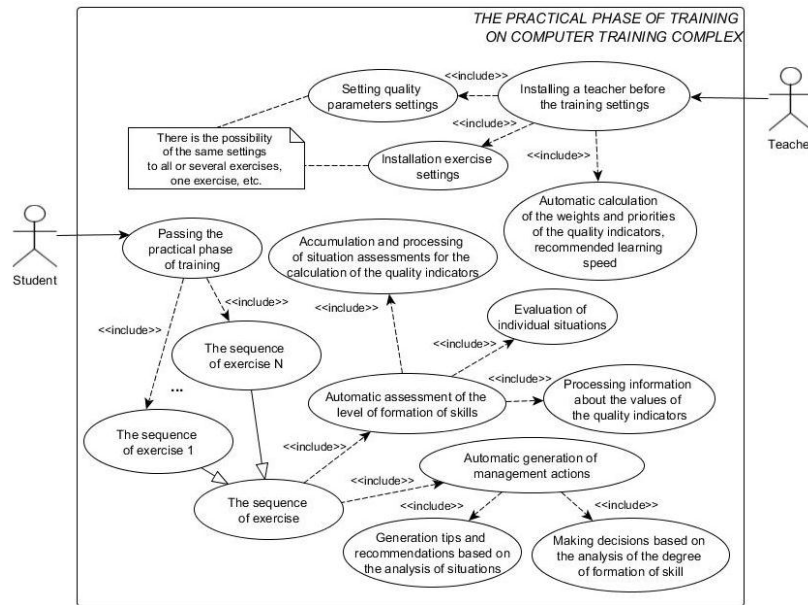 THE PRACTICAL PHASE OF TRAINING
ON COMPUTER TRAINING COMPLEX
<<include>>
Setting quality
parameters settings
Installing a teacher before
the training settings
<<include>>
There is the possibility
of the same settings
to all or several exercises,
one exercise, etc.
Installation exercise
settings
<<include>>
Teache
Automatic calculation
of the weights and priorities
of the quality indicators,
recommended learning
speed
Student
Passing the
practical phase
of training
Accumulation and processing
of situation assessments for the
calculation of the quality indicators
<<include>>
<<include>>
<<include>>
Evaluation of
individual situations
The sequence
of exercise N
<<include>>
...
Automatic assessment of the
level of formation of skills
<<include>>
Processing information
about the values of
the quality indicators
The sequence
of exercise 1
<<include>>
Automatic generation of
management actions
The sequence
of exercise
<<include>>
<<include>>
<<include>>
Generation tips and
recommendations based on
the analysis of situations
Making decisions based on
the analysis of the degree
of formation of skill